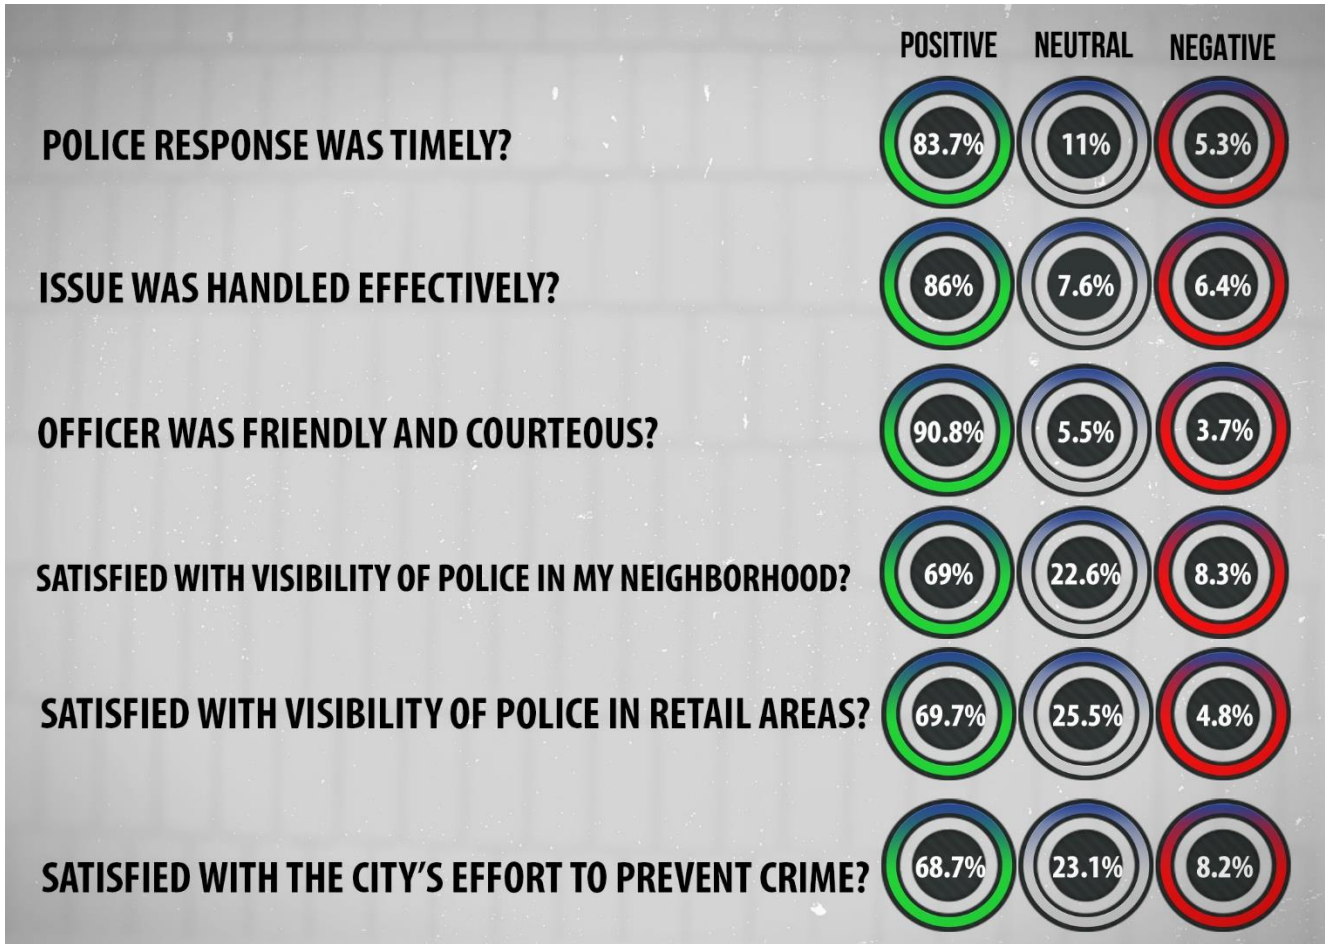 POSITIVE NEUTRAL NEGATIVE
POLICE RESPONSE WAS TIMELY? 83.7% 11% 5.3%
ISSUE WAS HANDLED EFFECTIVELY? 86% 7.6% 6.4%
OFFICER WAS FRIENDLY AND COURTEOUS? 90.8% 5.5% 3.7%
SATISFIED WITH VISIBILITY OF POLICE IN MY NEIGHBORHOOD? 69% 22.6% 8.3%
SATISFIED WITH VISIBILITY OF POLICE IN RETAIL AREAS? 69.7% 25.5% 4.8%
SATISFIED WITH THE CITY'S EFFORT TO PREVENT CRIME? 68.7% 23.1% 8.2%